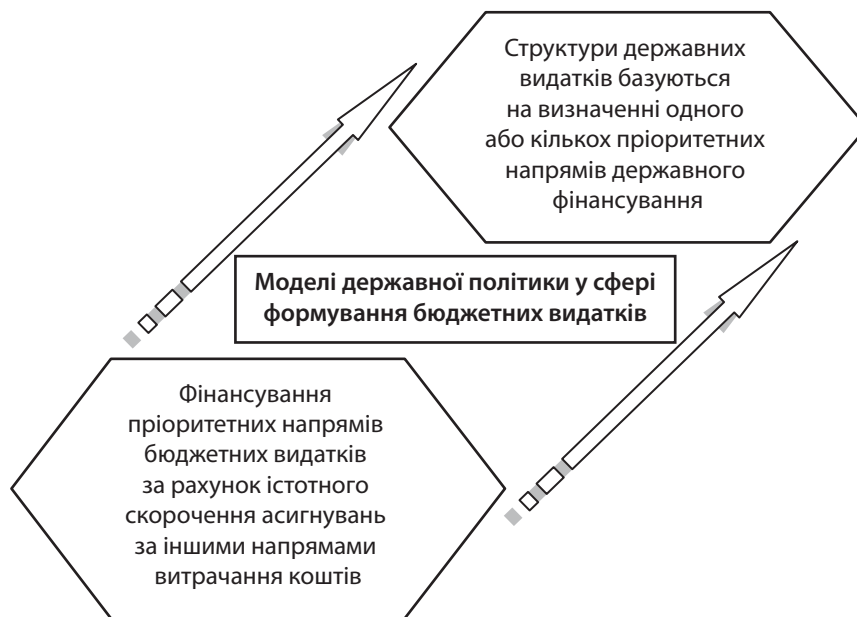 Структури державних
видатків базуються
на визначенні одного
або кількох пріоритетних
напрямів державного
фінансування
Моделі державної політики у сфері
формування бюджетних видатків
Фінансування
пріоритетних напрямів
бюджетних видатків
за рахунок істотного
скорочення асигнувань
за іншими напрямами
витрачання коштів